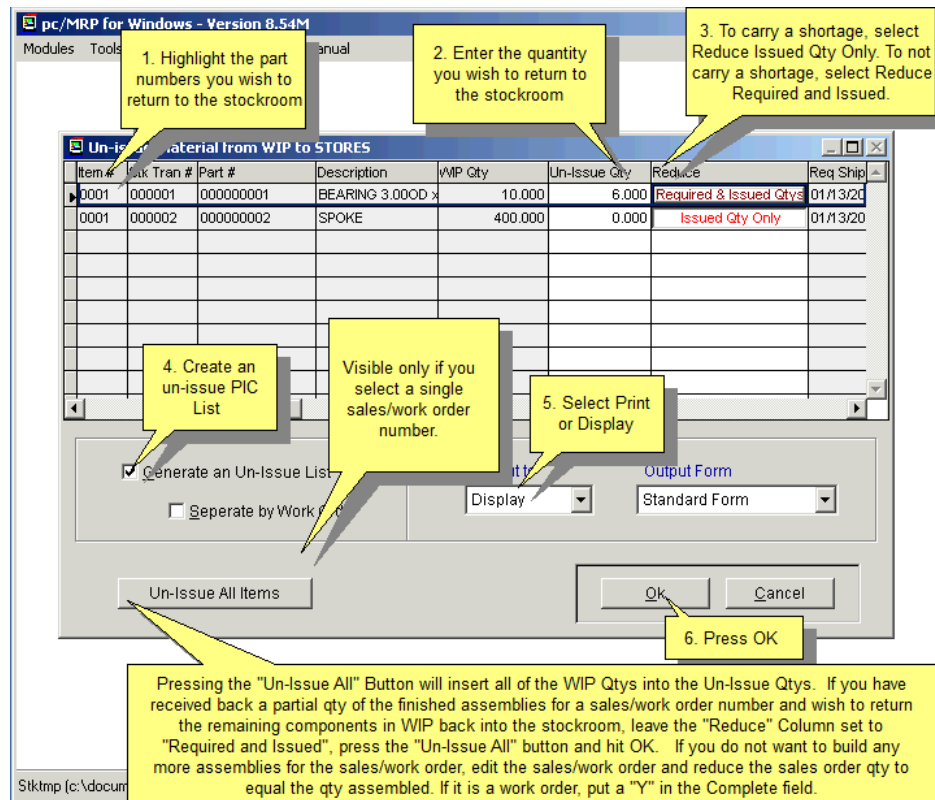 pc/MRP for Windows - Version 8.54M
Modules Tools anual
1. Highlight the part
numbers you wish to
return to the stockroom
2. Enter the quantity
you wish to return to
the stockroom
3. To carry a shortage, select
Reduce Issued Qty Only. To not
carry a shortage, select Reduce
Required and Issued.
Un-is aterial from WIP to STORES
Item # Stk Tran # Part # Description WIP Qty Un-Issue Qty Reduce Req Ship
0001 000001 000000001 BEARING 3.00OD x 10.000 6.000 Required & Issued Qtys 01/13/20
0001 000002 000000002 SPOKE 400.000 0.000 Issued Qty Only 01/13/20
4. Create an
un-issue PIC
List
Visible only if you
select a single
sales/work order
number.
5. Select Print
or Display
Generate an Un-Issue List
Seperate by Work
Output Form
Display
Standard Form
Un-Issue All Items
Ok
Cancel
6. Press OK
Pressing the "Un-Issue All" Button will insert all of the WIP Qtys into the Un-Issue Qtys. If you have
received back a partial qty of the finished assemblies for a sales/work order number and wish to return
the remaining components in WIP back into the stockroom, leave the "Reduce" Column set to
"Required and Issued", press the "Un-Issue All" button and hit OK. If you do not want to build any
more assemblies for the sales/work order, edit the sales/work order and reduce the sales order qty to
equal the qty assembled. If it is a work order, put a "Y" in the Complete field.
Stktmp (c:\docum